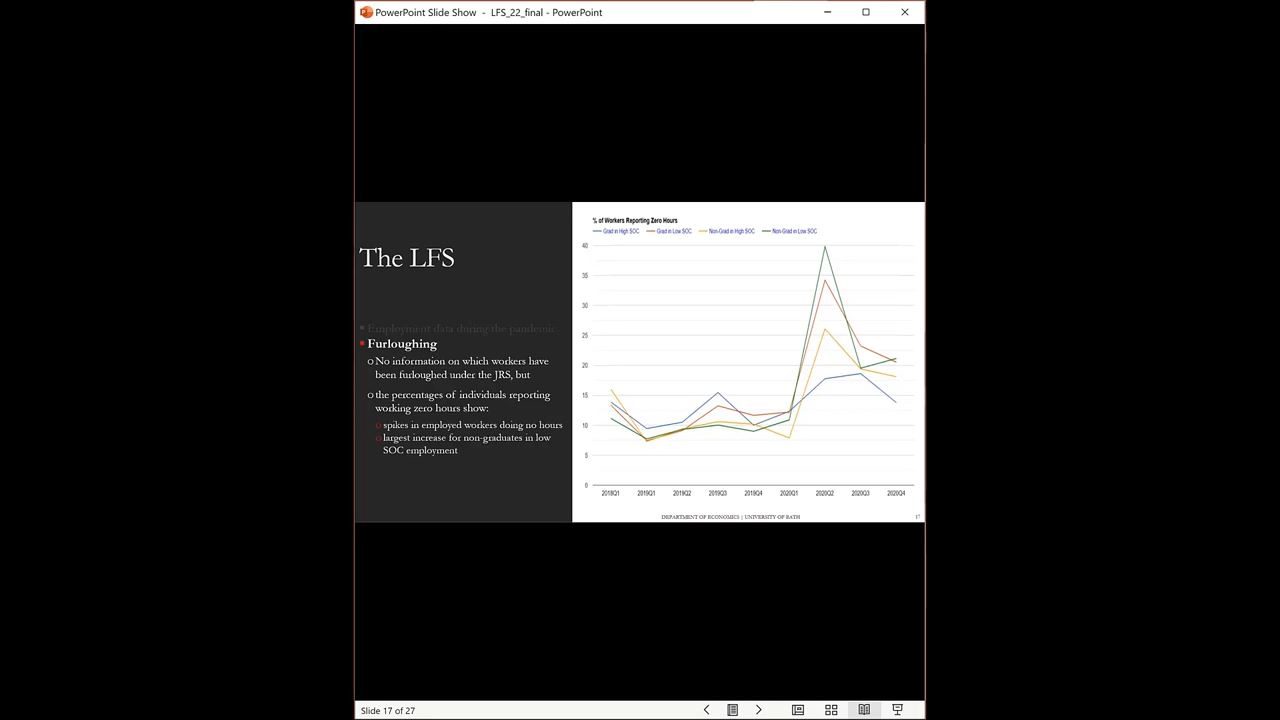 PowerPoint Slide Show - LFS_22_final - PowerPoint
The LFS
Employment data during the pandemic
Furloughing
o No information on which workers have
been furloughed under the JRS, but
o the percentages of individuals reporting
working zero hours show:
o spikes in employed workers doing no hours
o largest increase for non-graduates in low
SOC employment
% of Workers Reporting Zero Hours
Grad in High SOC Grad in Low SOC Non-Grad in High SOC Non-Grad in Low SOC
40
35
30
25
20
15
10
5
0
2018Q1 2019Q1 2019Q2 2019Q3 2019Q4 2020Q1 2020Q2 2020Q3 2020Q4
DEPARTMENT OF ECONOMICS | UNIVERSITY OF BATH 17
Slide 17 of 27